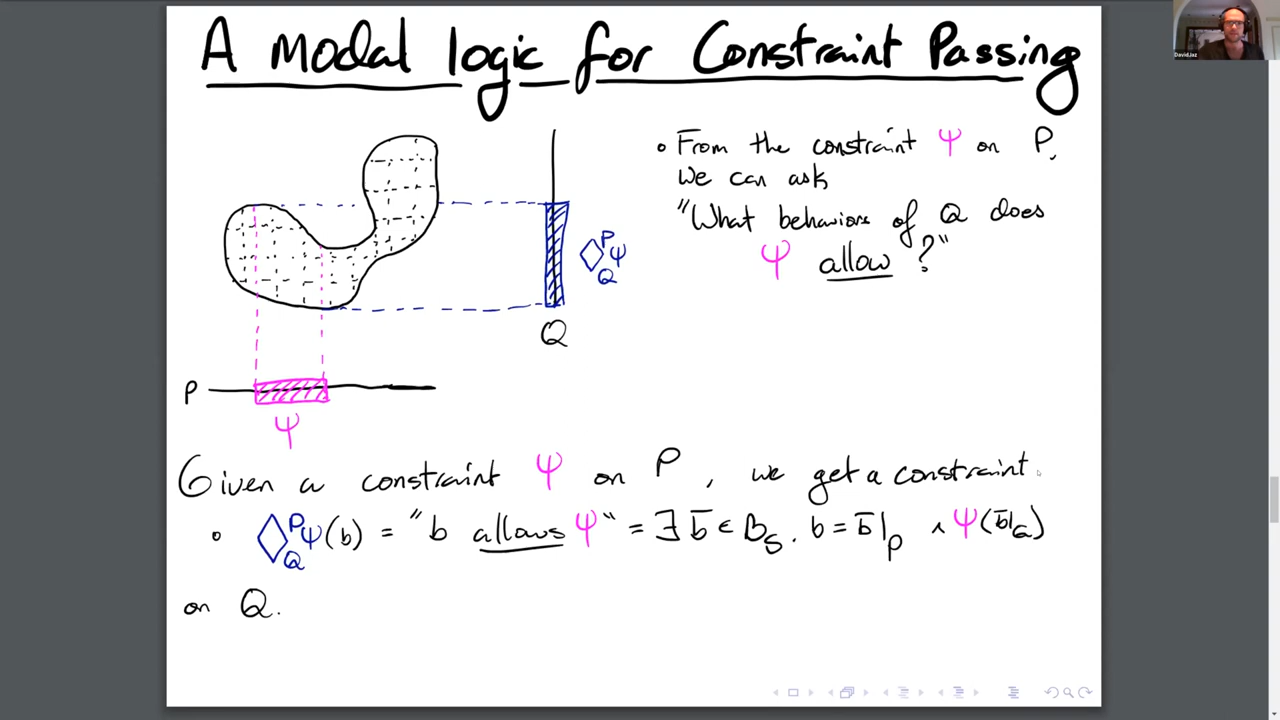 A Modal logic for Constraint Passing
DavidJaz
• From the constraint Ψ on P,
We can ask
"What behaviors of Q does
Ψ allow ?"
◇ᴾ_Q Ψ
Q
P
Ψ
Given a constraint Ψ on P, we get a constraint
• ◇ᴾ_Q Ψ(b) = "b allows Ψ" = ∃ b̄ ∈ B_S . b = b̄|_P ∧ Ψ(b̄|_Q)
on Q.